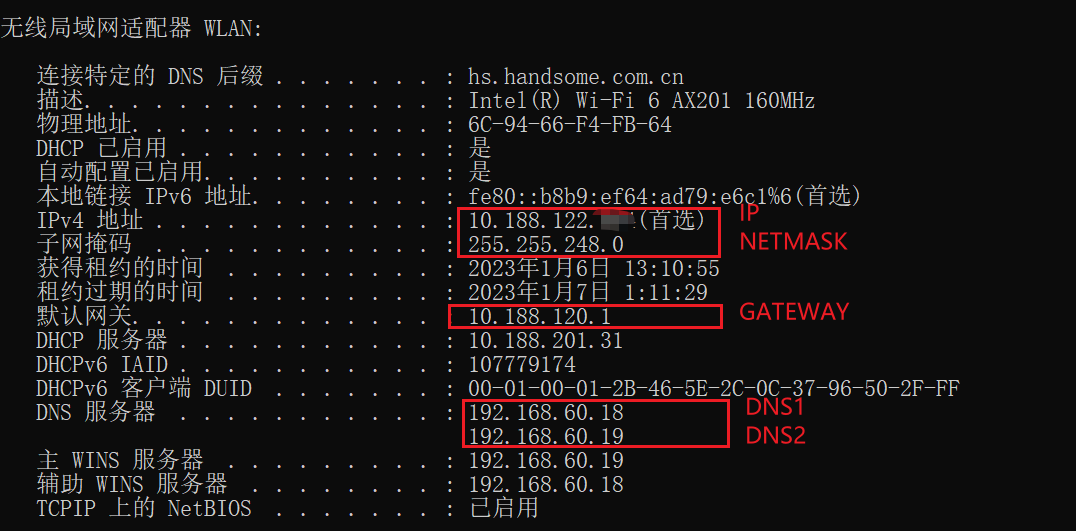 无线局域网适配器 WLAN:
连接特定的 DNS 后缀 . . . . . . . : hs.handsome.com.cn
描述. . . . . . . . . . . . . . . : Intel(R) Wi-Fi 6 AX201 160MHz
物理地址. . . . . . . . . . . . . : 6C-94-66-F4-FB-64
DHCP 已启用 . . . . . . . . . . . : 是
自动配置已启用. . . . . . . . . . : 是
本地链接 IPv6 地址. . . . . . . . : fe80::b8b9:ef64:ad79:e6c1%6(首选)
IPv4 地址 . . . . . . . . . . . . : 10.188.122.(首选) IP
子网掩码 . . . . . . . . . . . . : 255.255.248.0 NETMASK
获得租约的时间 . . . . . . . . . : 2023年1月6日 13:10:55
租约过期的时间 . . . . . . . . . : 2023年1月7日 1:11:29
默认网关. . . . . . . . . . . . . : 10.188.120.1 GATEWAY
DHCP 服务器 . . . . . . . . . . . : 10.188.201.31
DHCPv6 IAID . . . . . . . . . . . : 107779174
DHCPv6 客户端 DUID . . . . . . . : 00-01-00-01-2B-46-5E-2C-0C-37-96-50-2F-FF
DNS 服务器 . . . . . . . . . . . : 192.168.60.18 DNS1
192.168.60.19 DNS2
主 WINS 服务器 . . . . . . . . . : 192.168.60.19
辅助 WINS 服务器 . . . . . . . . : 192.168.60.18
TCPIP 上的 NetBIOS . . . . . . . : 已启用